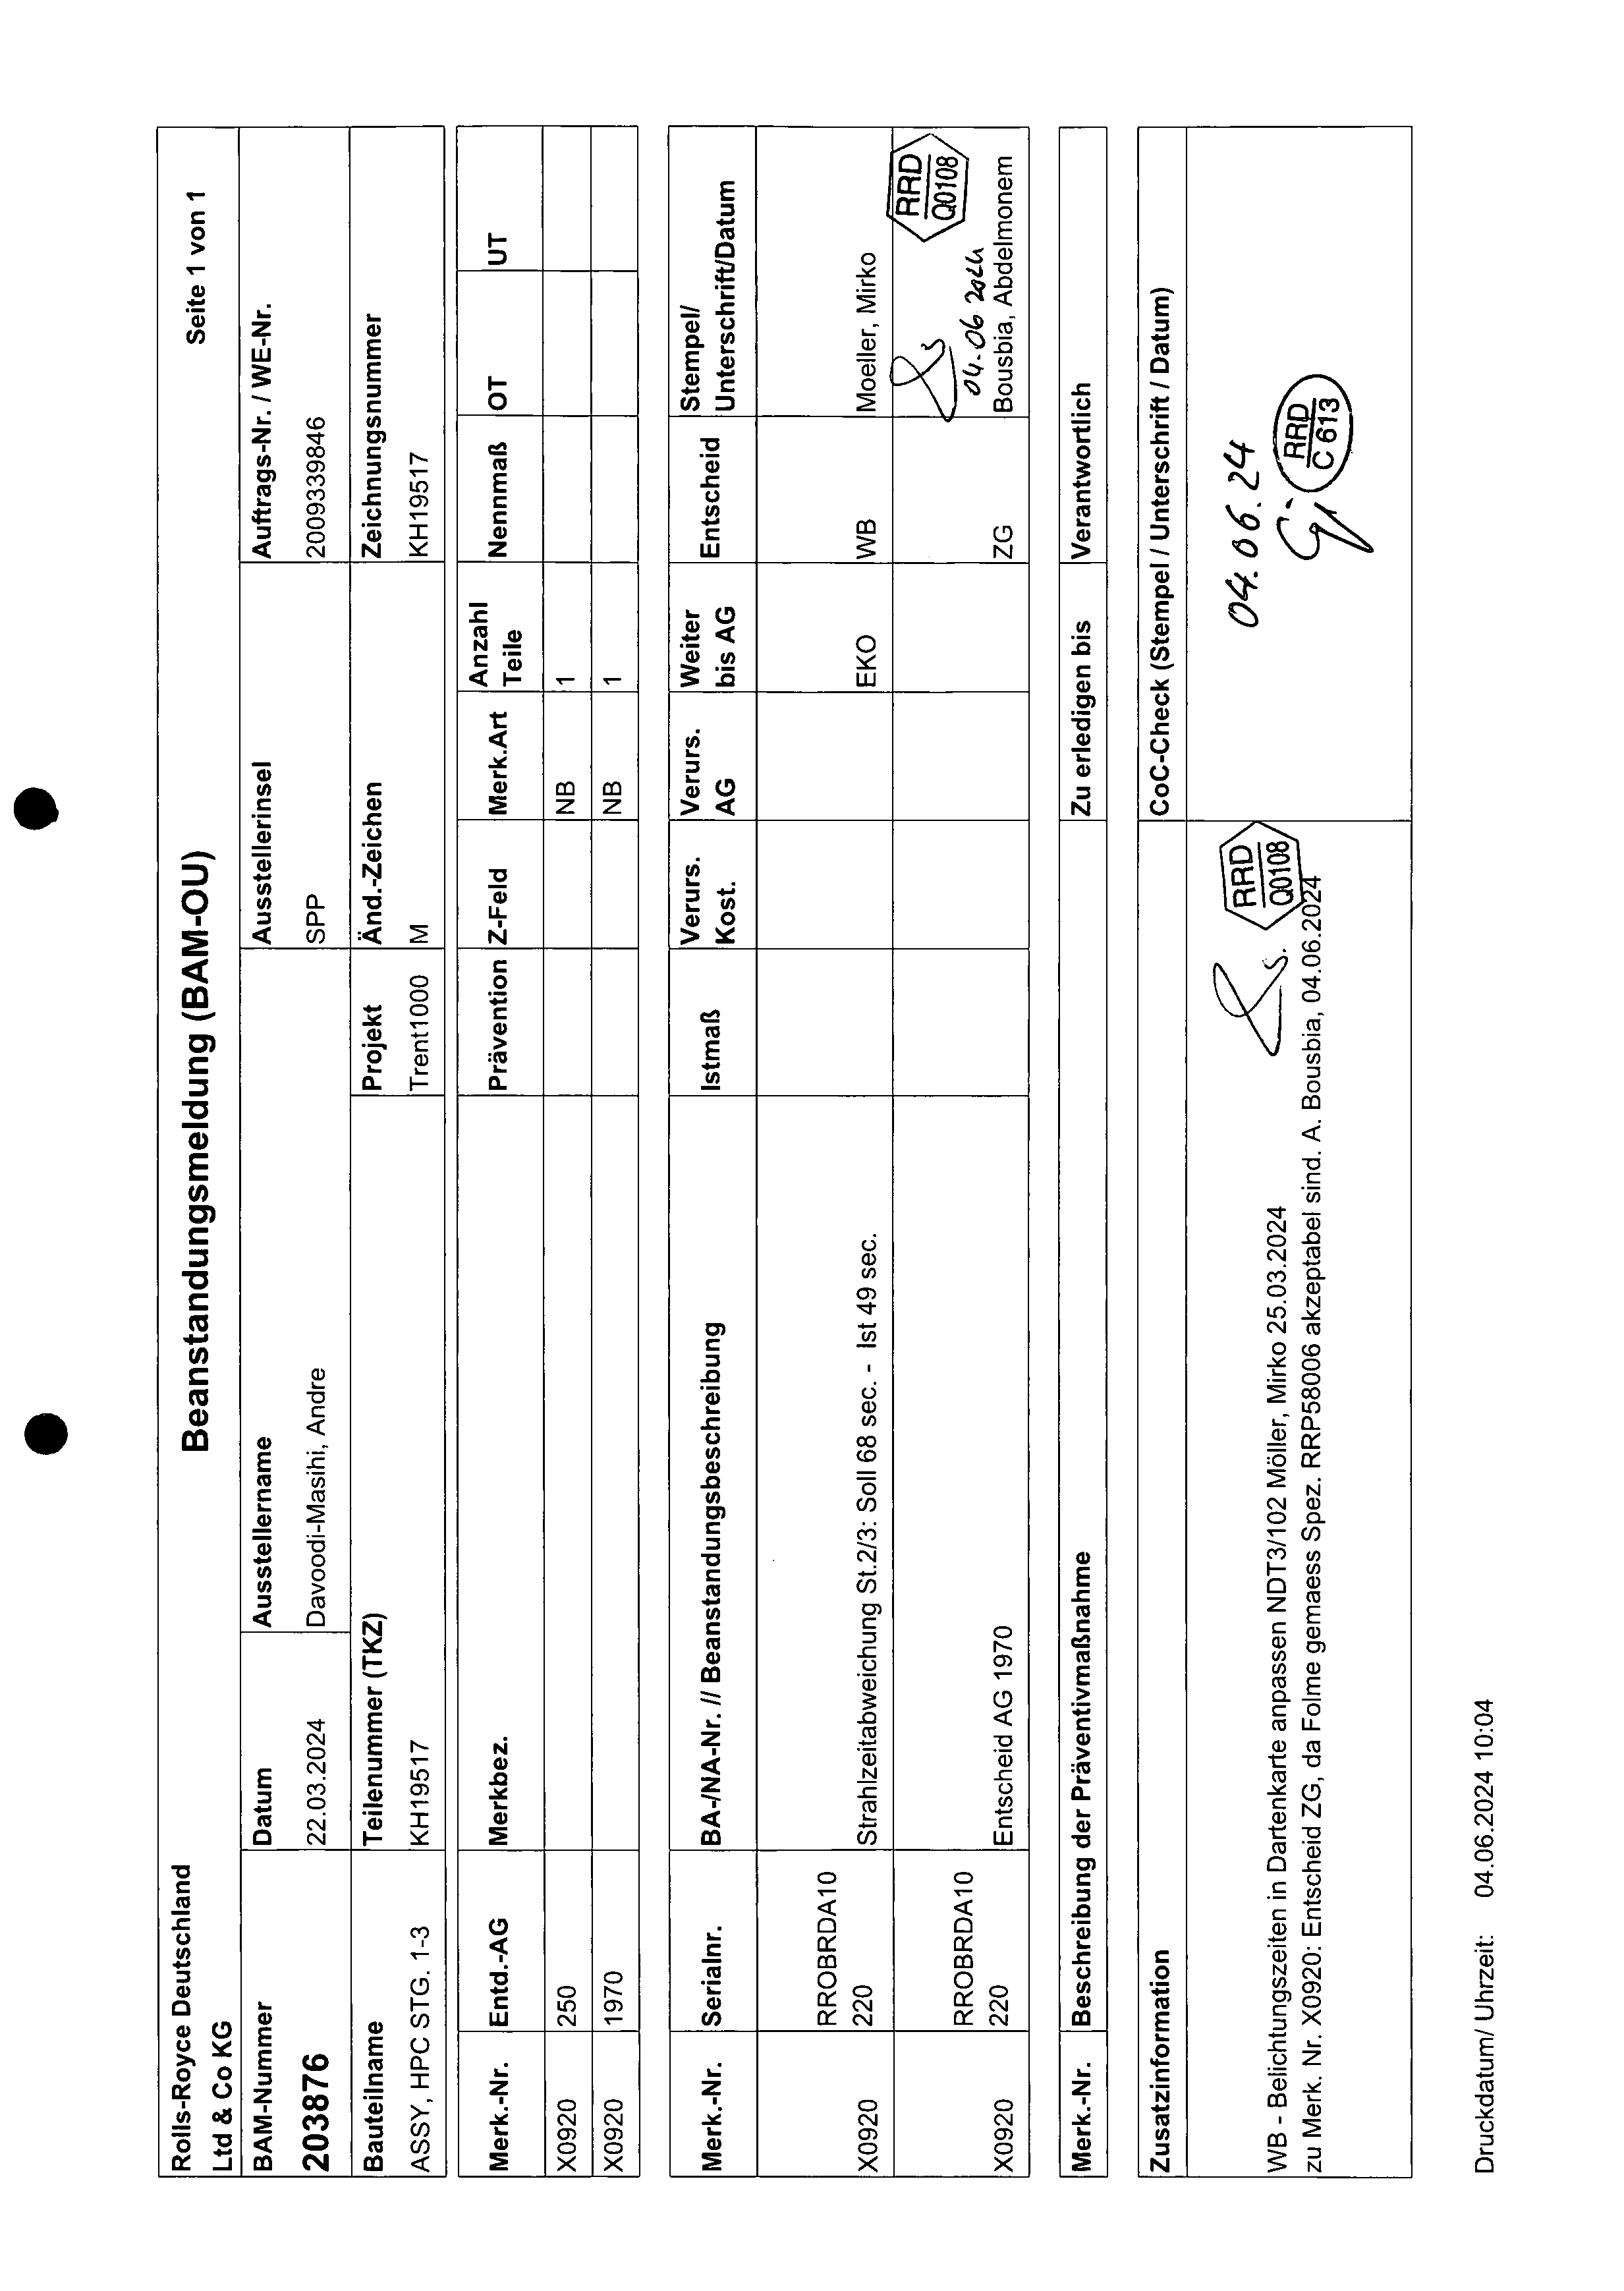 Rolls-Royce Deutschland
Ltd & Co KG
Beanstandungsmeldung (BAM-OU)
Seite 1 von 1
BAM-Nummer Datum Ausstellername Ausstellerinsel Auftrags-Nr. / WE-Nr.
203876 22.03.2024 Davoodi-Masihi, Andre SPP 2009339846
Bauteilname Teilenummer (TKZ) Projekt Änd.-Zeichen Zeichnungsnummer
ASSY, HPC STG. 1-3 KH19517 Trent1000 M KH19517
Merk.-Nr. Entd.-AG Merkbez. Prävention Z-Feld Merk.Art Anzahl Teile Nennmaß OT UT
X0920 250 NB 1
X0920 1970 NB 1
Merk.-Nr. Serialnr. BA-/NA-Nr. // Beanstandungsbeschreibung Istmaß Verurs. Kost. Verurs. AG Weiter bis AG Entscheid Stempel/ Unterschrift/Datum
RROBRDA10
X0920 220 Strahlzeitabweichung St.2/3: Soll 68 sec. - Ist 49 sec. EKO WB Moeller, Mirko
RRD
Q0108
04.06 2024
RROBRDA10
X0920 220 Entscheid AG 1970 ZG Bousbia, Abdelmonem
Merk.-Nr. Beschreibung der Präventivmaßnahme Zu erledigen bis Verantwortlich
Zusatzinformation CoC-Check (Stempel / Unterschrift / Datum)
RRD
Q0108
04.06.24
RRD
C 613
WB - Belichtungszeiten in Dartenkarte anpassen NDT3/102 Möller, Mirko 25.03.2024
zu Merk. Nr. X0920: Entscheid ZG, da Folme gemaess Spez. RRP58006 akzeptabel sind. A. Bousbia, 04.06.2024
Druckdatum/ Uhrzeit: 04.06.2024 10:04